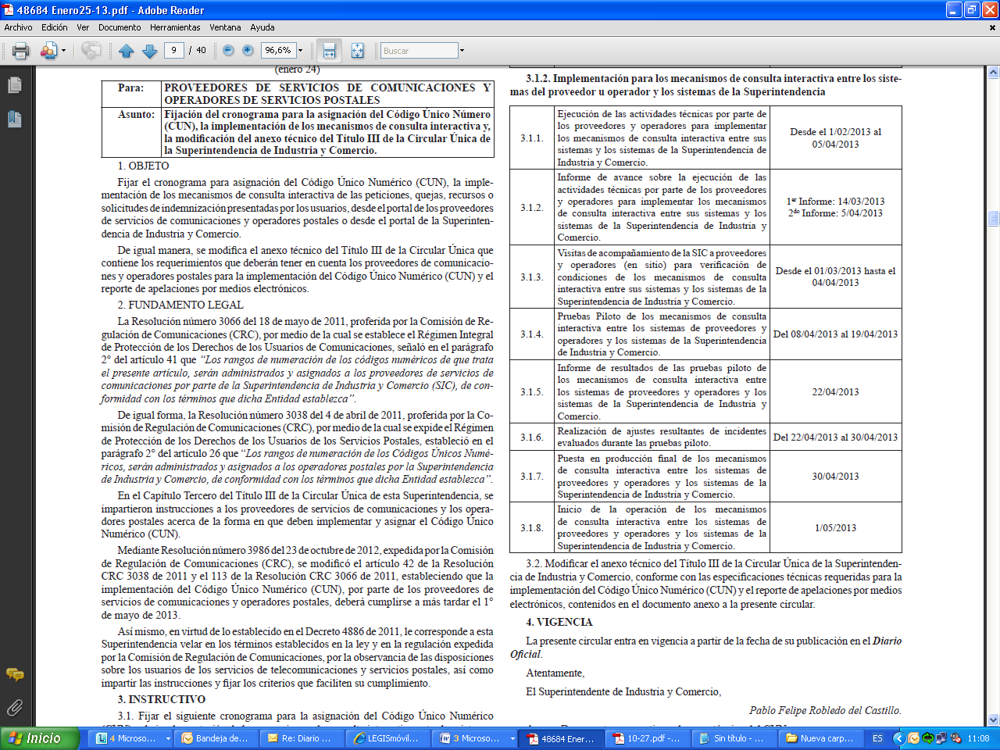 48684 Enero25-13.pdf - Adobe Reader
Archivo Edición Ver Documento Herramientas Ventana Ayuda
9 / 40 96,6% Buscar
(enero 24)
Para: PROVEEDORES DE SERVICIOS DE COMUNICACIONES Y
OPERADORES DE SERVICIOS POSTALES
Asunto: Fijación del cronograma para la asignación del Código Único Número
(CUN), la implementación de los mecanismos de consulta interactiva y,
la modificación del anexo técnico del Título III de la Circular Única de
la Superintendencia de Industria y Comercio.
1. OBJETO
Fijar el cronograma para asignación del Código Único Numérico (CUN), la imple-
mentación de los mecanismos de consulta interactiva de las peticiones, quejas, recursos o
solicitudes de indemnización presentadas por los usuarios, desde el portal de los proveedores
de servicios de comunicaciones y operadores postales o desde el portal de la Superinten-
dencia de Industria y Comercio.
De igual manera, se modifica el anexo técnico del Título III de la Circular Única que
contiene los requerimientos que deberán tener en cuenta los proveedores de comunicacio-
nes y operadores postales para la implementación del Código Único Numérico (CUN) y el
reporte de apelaciones por medios electrónicos.
2. FUNDAMENTO LEGAL
La Resolución número 3066 del 18 de mayo de 2011, proferida por la Comisión de Re-
gulación de Comunicaciones (CRC), por medio de la cual se establece el Régimen Integral
de Protección de los Derechos de los Usuarios de Comunicaciones, señaló en el parágrafo
2° del artículo 41 que “Los rangos de numeración de los códigos numéricos de que trata
el presente artículo, serán administrados y asignados a los proveedores de servicios de
comunicaciones por parte de la Superintendencia de Industria y Comercio (SIC), de con-
formidad con los términos que dicha Entidad establezca”.
De igual forma, la Resolución número 3038 del 4 de abril de 2011, proferida por la Co-
misión de Regulación de Comunicaciones (CRC), por medio de la cual se expide el Régimen
de Protección de los Derechos de los Usuarios de los Servicios Postales, estableció en el
parágrafo 2° del artículo 26 que “Los rangos de numeración de los Códigos Únicos Numé-
ricos, serán administrados y asignados a los operadores postales por la Superintendencia
de Industria y Comercio, de conformidad con los términos que dicha Entidad establezca”.
En el Capítulo Tercero del Título III de la Circular Única de esta Superintendencia, se
impartieron instrucciones a los proveedores de servicios de comunicaciones y los opera-
dores postales acerca de la forma en que deben implementar y asignar el Código Único
Numérico (CUN).
Mediante Resolución número 3986 del 23 de octubre de 2012, expedida por la Comisión
de Regulación de Comunicaciones (CRC), se modificó el artículo 42 de la Resolución
CRC 3038 de 2011 y el 113 de la Resolución CRC 3066 de 2011, estableciendo que la
implementación del Código Único Numérico (CUN), por parte de los proveedores de
servicios de comunicaciones y operadores postales, deberá cumplirse a más tardar el 1°
de mayo de 2013.
Así mismo, en virtud de lo establecido en el Decreto 4886 de 2011, le corresponde a esta
Superintendencia velar en los términos establecidos en la ley y en la regulación expedida
por la Comisión de Regulación de Comunicaciones, por la observancia de las disposiciones
sobre los usuarios de los servicios de telecomunicaciones y servicios postales, así como
impartir las instrucciones y fijar los criterios que faciliten su cumplimiento.
3. INSTRUCTIVO
3.1. Fijar el siguiente cronograma para la asignación del Código Único Numérico
3.1.2. Implementación para los mecanismos de consulta interactiva entre los siste-
mas del proveedor u operador y los sistemas de la Superintendencia
3.1.1. Ejecución de las actividades técnicas por parte de
los proveedores y operadores para implementar
los mecanismos de consulta interactiva entre sus
sistemas y los sistemas de la Superintendencia de
Industria y Comercio.
Desde el 1/02/2013 al
05/04/2013
3.1.2. Informe de avance sobre la ejecución de las
actividades técnicas por parte de los proveedores
y operadores para implementar los mecanismos
de consulta interactiva entre sus sistemas y los
sistemas de la Superintendencia de Industria y
Comercio.
1er Informe: 14/03/2013
2do Informe: 5/04/2013
3.1.3. Visitas de acompañamiento de la SIC a proveedores
y operadores (en sitio) para verificación de
condiciones de los mecanismos de consulta
interactiva entre sus sistemas y los sistemas de la
Superintendencia de Industria y Comercio.
Desde el 01/03/2013 hasta el
04/04/2013
3.1.4. Pruebas Piloto de los mecanismos de consulta
interactiva entre los sistemas de proveedores y
operadores y los sistemas de la Superintendencia
de Industria y Comercio.
Del 08/04/2013 al 19/04/2013
3.1.5. Informe de resultados de las pruebas piloto de
los mecanismos de consulta interactiva entre
los sistemas de proveedores y operadores y los
sistemas de la Superintendencia de Industria y
Comercio.
22/04/2013
3.1.6. Realización de ajustes resultantes de incidentes
evaluados durante las pruebas piloto.
Del 22/04/2013 al 30/04/2013
3.1.7. Puesta en producción final de los mecanismos
de consulta interactiva entre los sistemas de
proveedores y operadores y los sistemas de la
Superintendencia de Industria y Comercio.
30/04/2013
3.1.8. Inicio de la operación de los mecanismos
de consulta interactiva entre los sistemas de
proveedores y operadores y los sistemas de la
Superintendencia de Industria y Comercio.
1/05/2013
3.2. Modificar el anexo técnico del Título III de la Circular Única de la Superintenden-
cia de Industria y Comercio, conforme con las especificaciones técnicas requeridas para la
implementación del Código Único Numérico (CUN) y el reporte de apelaciones por medios
electrónicos, contenidos en el documento anexo a la presente circular.
4. VIGENCIA
La presente circular entra en vigencia a partir de la fecha de su publicación en el Diario
Oficial.
Atentamente,
El Superintendente de Industria y Comercio,
Pablo Felipe Robledo del Castillo.
Inicio 4 Microso... Bandeja de... Re: Diario ... LEGISmóvil... 3 Microso... 48684 Ener... 10-27.pdf -... Sin título - ... Nueva carp... ES 11:08